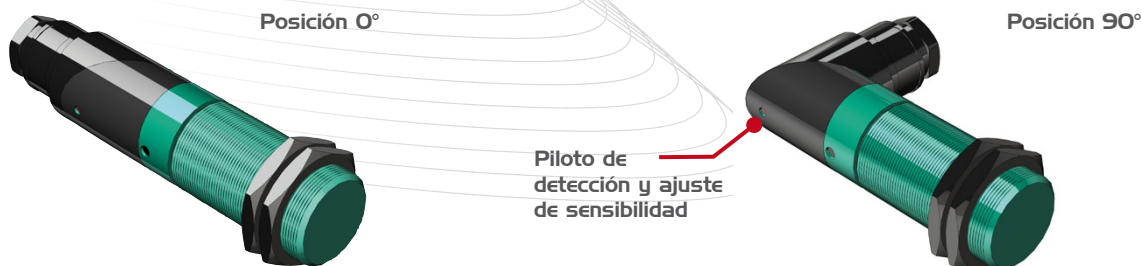 Posición 0°
Posición 90°
Piloto de
detección y ajuste
de sensibilidad